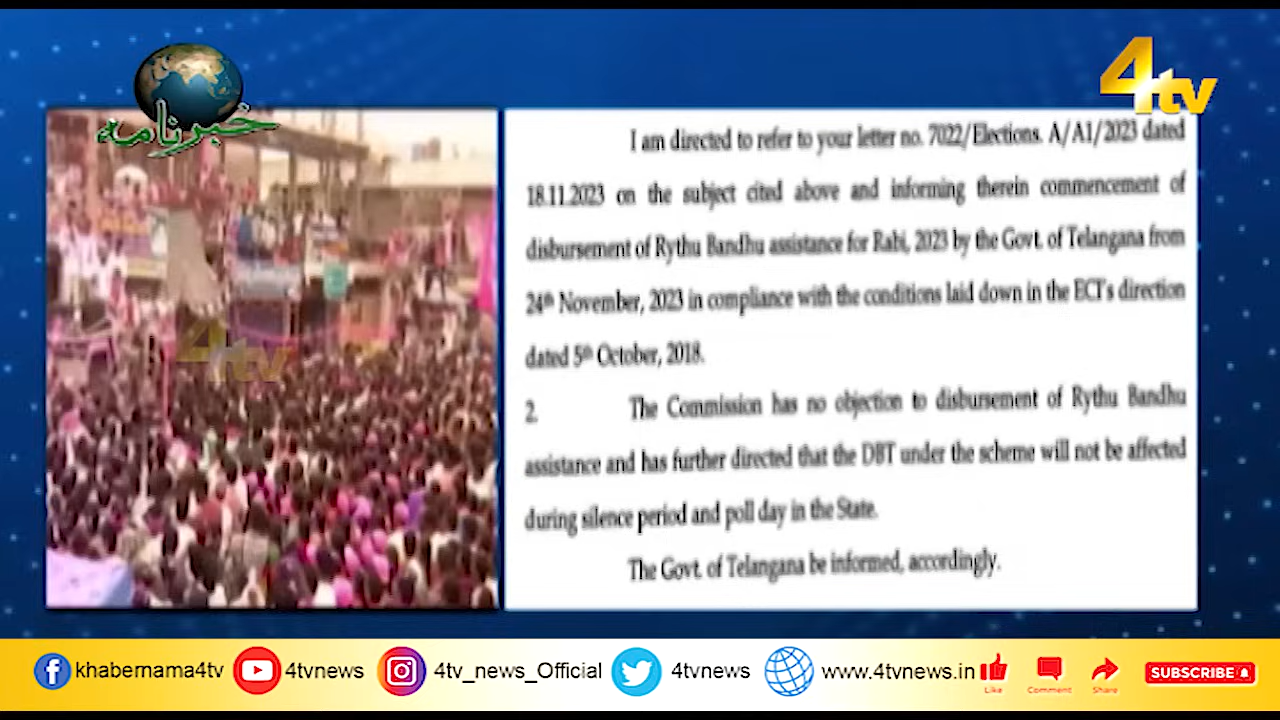 خبرنامہ
4tv
I am directed to refer to your letter no. 7022/Elections. A/A1/2023 dated
18.11.2023 on the subject cited above and informing therein commencement of
disbursement of Rythu Bandhu assistance for Rabi, 2023 by the Govt. of Telangana from
24th November, 2023 in compliance with the conditions laid down in the ECI's direction
dated 5th October, 2018.
2. The Commission has no objection to disbursement of Rythu Bandhu
assistance and has further directed that the DBT under the scheme will not be affected
during silence period and poll day in the State.
The Govt. of Telangana be informed, accordingly.
4tv
khabernama4tv 4tvnews 4tv_news_Official 4tvnews www.4tvnews.in Like Comment Share SUBSCRIBE